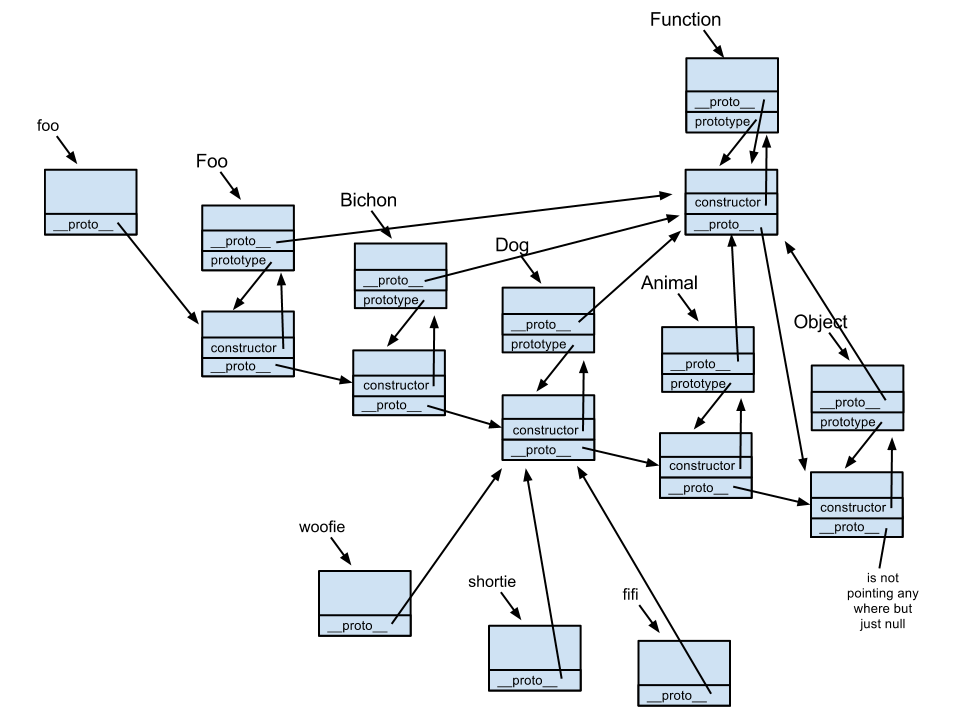 Function
__proto__
prototype
foo
__proto__
Foo
__proto__
prototype
constructor
__proto__
Bichon
__proto__
prototype
constructor
__proto__
Dog
__proto__
prototype
constructor
__proto__
constructor
__proto__
Animal
__proto__
prototype
constructor
__proto__
Object
__proto__
prototype
constructor
__proto__
is not
pointing any
where but
just null
woofie
__proto__
shortie
__proto__
fifi
__proto__